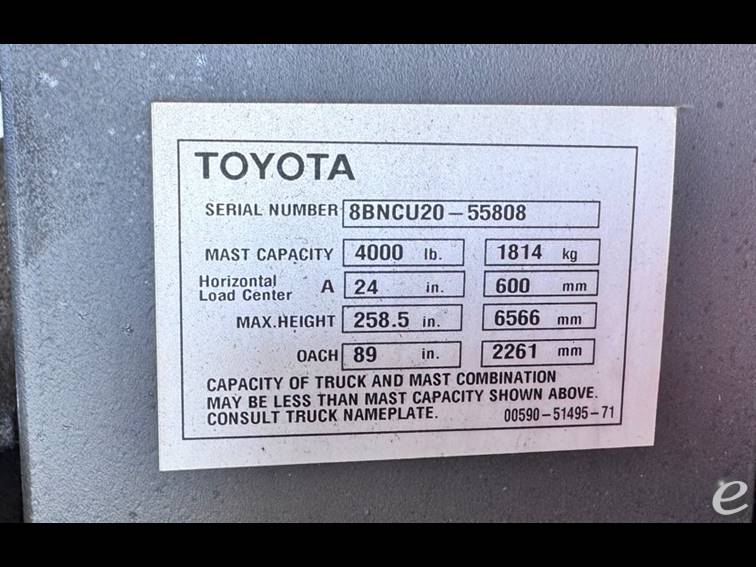 TOYOTA
SERIAL NUMBER 8BNCU20-55808
MAST CAPACITY 4000 lb. 1814 kg
Horizontal
Load Center A 24 in. 600 mm
MAX.HEIGHT 258.5 in. 6566 mm
OACH 89 in. 2261 mm
CAPACITY OF TRUCK AND MAST COMBINATION
MAY BE LESS THAN MAST CAPACITY SHOWN ABOVE.
CONSULT TRUCK NAMEPLATE. 00590-51495-71
e